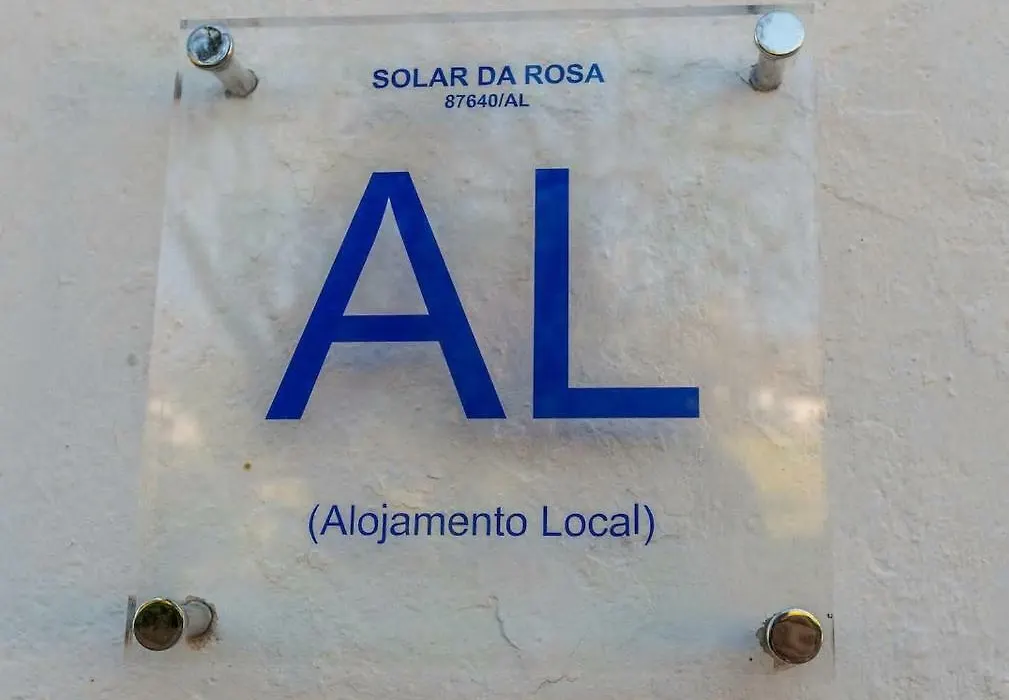 SOLAR DA ROSA
87640/AL
AL
(Alojamento Local)